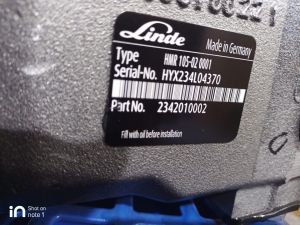 Linde
Made in Germany
Type HMR 105-02 0001
Serial-No. HYX234L04370
Part No. 2342010002
Fill with oil before installation
in
Shot on
note 1